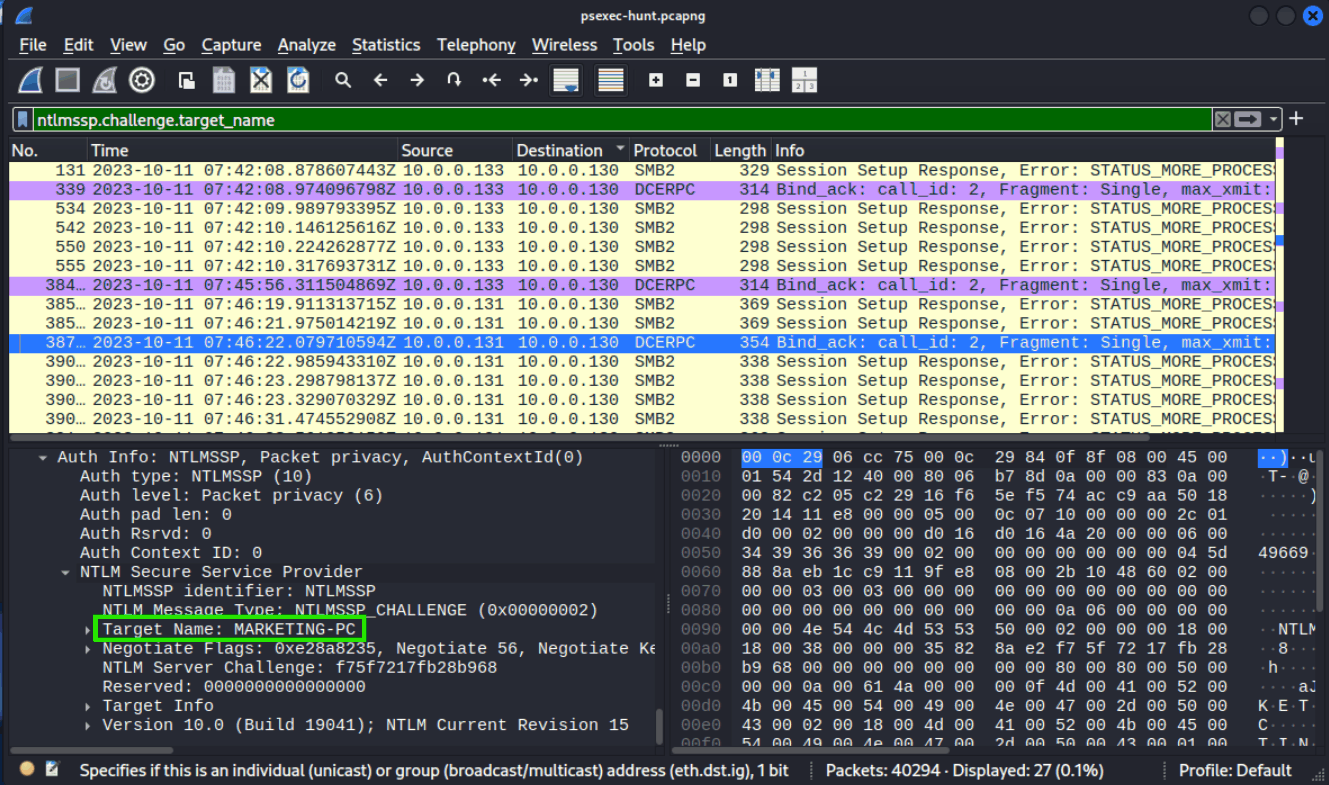 psexec-hunt.pcapng
File Edit View Go Capture Analyze Statistics Telephony Wireless Tools Help
ntlmssp.challenge.target_name
No. Time Source Destination Protocol Length Info
131 2023-10-11 07:42:08.878607443Z 10.0.0.133 10.0.0.130 SMB2 329 Session Setup Response, Error: STATUS_MORE_PROCES
339 2023-10-11 07:42:08.974096798Z 10.0.0.133 10.0.0.130 DCERPC 314 Bind_ack: call_id: 2, Fragment: Single, max_xmit:
534 2023-10-11 07:42:09.989793395Z 10.0.0.133 10.0.0.130 SMB2 298 Session Setup Response, Error: STATUS_MORE_PROCES
542 2023-10-11 07:42:10.146125616Z 10.0.0.133 10.0.0.130 SMB2 298 Session Setup Response, Error: STATUS_MORE_PROCES
550 2023-10-11 07:42:10.224262877Z 10.0.0.133 10.0.0.130 SMB2 298 Session Setup Response, Error: STATUS_MORE_PROCES
555 2023-10-11 07:42:10.317693731Z 10.0.0.133 10.0.0.130 SMB2 298 Session Setup Response, Error: STATUS_MORE_PROCES
384… 2023-10-11 07:45:56.311504869Z 10.0.0.133 10.0.0.130 DCERPC 314 Bind_ack: call_id: 2, Fragment: Single, max_xmit:
385… 2023-10-11 07:46:19.911313715Z 10.0.0.131 10.0.0.130 SMB2 369 Session Setup Response, Error: STATUS_MORE_PROCES
385… 2023-10-11 07:46:21.975014219Z 10.0.0.131 10.0.0.130 SMB2 369 Session Setup Response, Error: STATUS_MORE_PROCES
387… 2023-10-11 07:46:22.079710594Z 10.0.0.131 10.0.0.130 DCERPC 354 Bind_ack: call_id: 2, Fragment: Single, max_xmit:
390… 2023-10-11 07:46:22.985943310Z 10.0.0.131 10.0.0.130 SMB2 338 Session Setup Response, Error: STATUS_MORE_PROCES
390… 2023-10-11 07:46:23.298798137Z 10.0.0.131 10.0.0.130 SMB2 338 Session Setup Response, Error: STATUS_MORE_PROCES
390… 2023-10-11 07:46:23.329070329Z 10.0.0.131 10.0.0.130 SMB2 338 Session Setup Response, Error: STATUS_MORE_PROCES
390… 2023-10-11 07:46:31.474552908Z 10.0.0.131 10.0.0.130 SMB2 338 Session Setup Response, Error: STATUS_MORE_PROCES
Auth Info: NTLMSSP, Packet privacy, AuthContextId(0)
Auth type: NTLMSSP (10)
Auth level: Packet privacy (6)
Auth pad len: 0
Auth Rsrvd: 0
Auth Context ID: 0
NTLM Secure Service Provider
NTLMSSP identifier: NTLMSSP
NTLM Message Type: NTLMSSP_CHALLENGE (0x00000002)
Target Name: MARKETING-PC
Negotiate Flags: 0xe28a8235, Negotiate 56, Negotiate Ke
NTLM Server Challenge: f75f7217fb28b968
Reserved: 0000000000000000
Target Info
Version 10.0 (Build 19041); NTLM Current Revision 15
0000 00 0c 29 06 cc 75 00 0c 29 84 0f 8f 08 00 45 00 ··)··u
0010 01 54 2d 12 40 00 80 06 b7 8d 0a 00 00 83 0a 00 ·T-·@·
0020 00 82 c2 05 c2 29 16 f6 5e f5 74 ac c9 aa 50 18 ·····)
0030 20 14 11 e8 00 00 05 00 0c 07 10 00 00 00 2c 01 ·····
0040 d0 00 02 00 00 00 d0 16 d0 16 4a 20 00 00 06 00 ······
0050 34 39 36 36 39 00 02 00 00 00 00 00 00 00 04 5d 49669·
0060 88 8a eb 1c c9 11 9f e8 08 00 2b 10 48 60 02 00 ······
0070 00 00 03 00 03 00 00 00 00 00 00 00 00 00 00 00 ······
0080 00 00 00 00 00 00 00 00 00 00 00 00 0a 06 00 00 ······
0090 00 00 4e 54 4c 4d 53 53 50 00 02 00 00 00 18 00 ··NTLM
00a0 18 00 38 00 00 00 35 82 8a e2 f7 5f 72 17 fb 28 ··8···
00b0 b9 68 00 00 00 00 00 00 00 00 80 00 80 00 50 00 ·h····
00c0 00 00 0a 00 61 4a 00 00 00 0f 4d 00 41 00 52 00 ····aJ
00d0 4b 00 45 00 54 00 49 00 4e 00 47 00 2d 00 50 00 K·E·T·
00e0 43 00 02 00 18 00 4d 00 41 00 52 00 4b 00 45 00 C·····
00f0 54 00 49 00 4e 00 47 00 2d 00 50 00 43 00 01 00 T·I·N·
Specifies if this is an individual (unicast) or group (broadcast/multicast) address (eth.dst.ig), 1 bit Packets: 40294 · Displayed: 27 (0.1%) Profile: Default